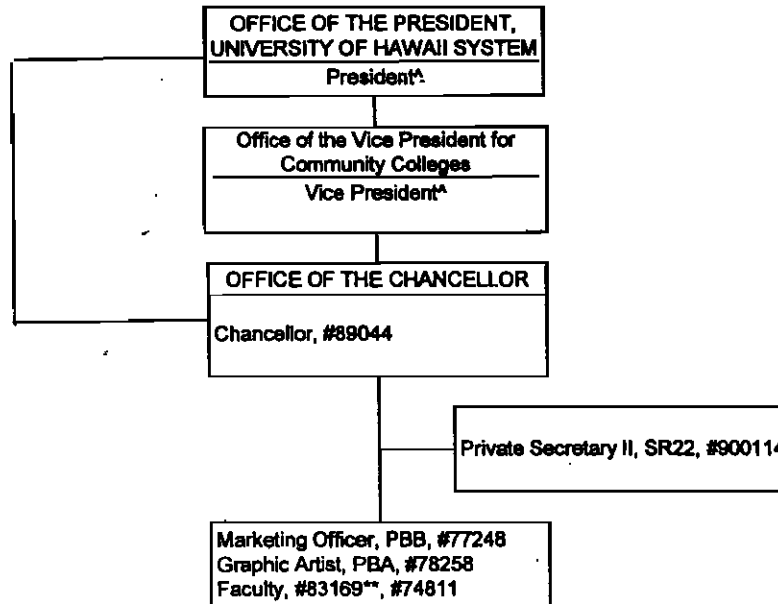 OFFICE OF THE PRESIDENT,
UNIVERSITY OF HAWAII SYSTEM
President^
Office of the Vice President for
Community Colleges
Vice President^
OFFICE OF THE CHANCELLOR
Chancellor, #89044
Private Secretary II, SR22, #900114
Marketing Officer, PBB, #77248
Graphic Artist, PBA, #78258
Faculty, #83169**, #74811